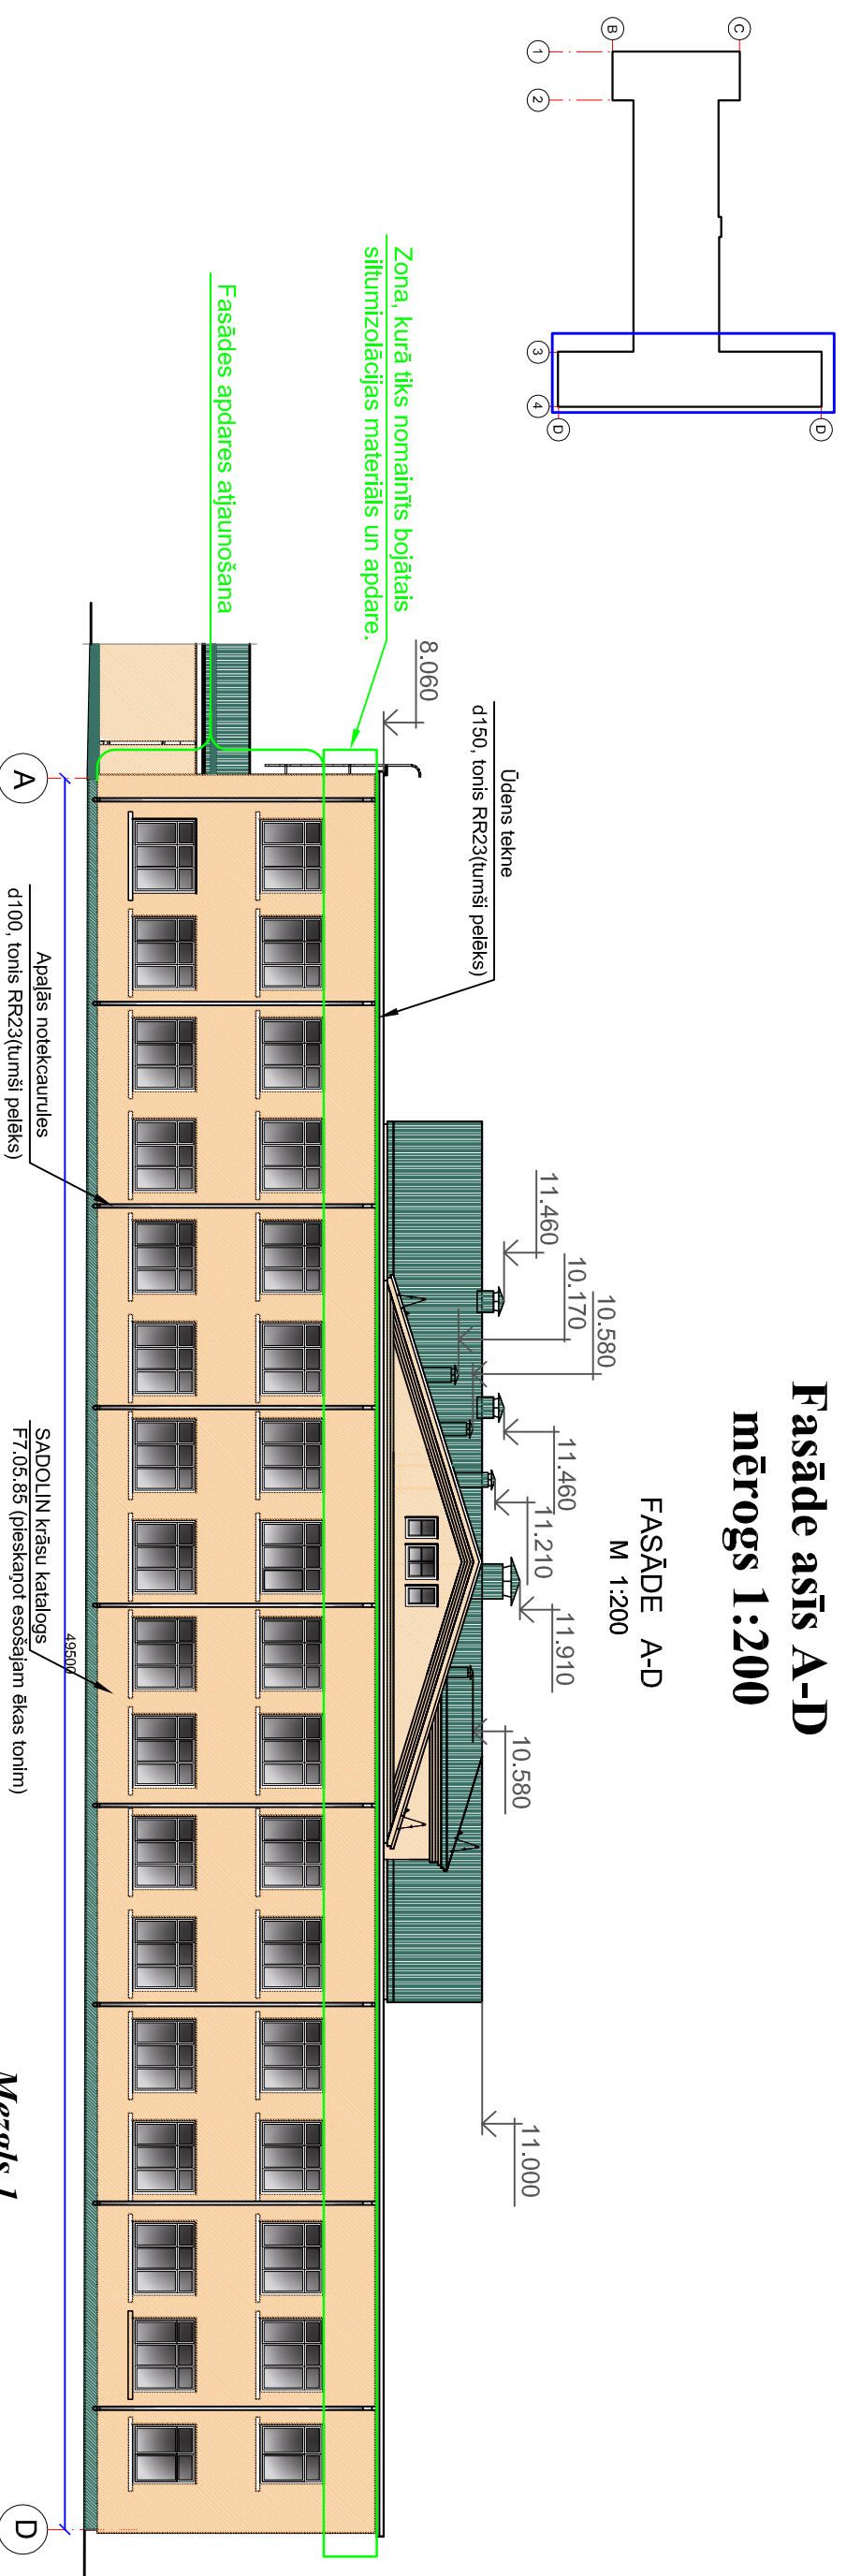 Fasāde asīs A-D
mērogs 1:200
FASĀDE A-D
M 1:200
B
C
1
2
3
4
D
D
Zona, kurā tiks nomainīts bojātais
siltumizolācijas materiāls un apdare.
Fasādes apdares atjaunošana
8.060
Ūdens tekne
d150, tonis RR23(tumši pelēks)
11.460
10.170
10.580
11.460
11.210
11.910
10.580
11.000
A
Apaļās notekcaurules
d100, tonis RR23(tumši pelēks)
SADOLIN krāsu katalogs
F7.05.85 (pieskaņot esošajam ēkas tonim)
49500
D
Mezgls 1